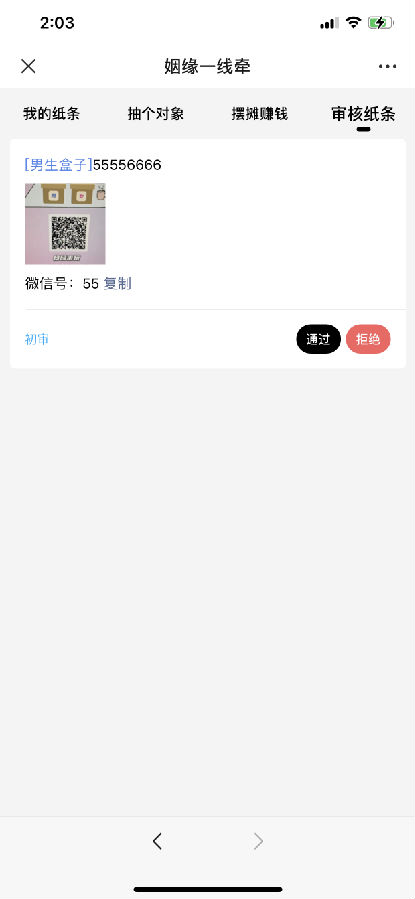 2:03
姻缘一线牵
我的纸条 抽个对象 摆摊赚钱 审核纸条
[男生盒子]55556666
微信号：55 复制
初审 通过 拒绝